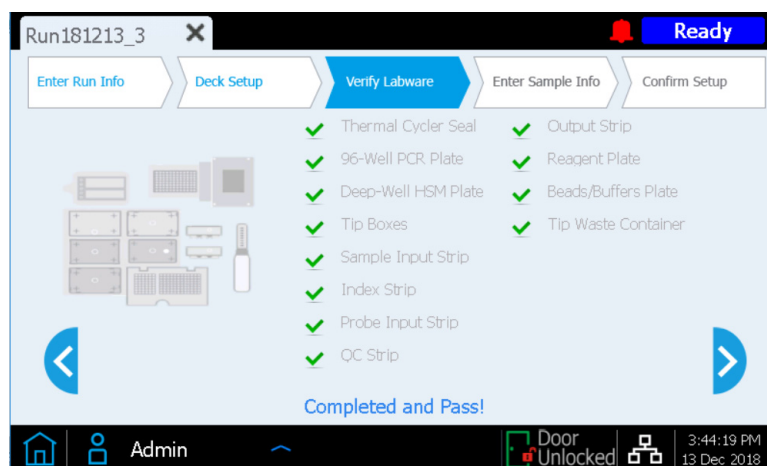 Run181213_3
Ready
Enter Run Info
Deck Setup
Verify Labware
Enter Sample Info
Confirm Setup
Thermal Cycler Seal
96-Well PCR Plate
Deep-Well HSM Plate
Tip Boxes
Sample Input Strip
Index Strip
Probe Input Strip
QC Strip
Output Strip
Reagent Plate
Beads/Buffers Plate
Tip Waste Container
Completed and Pass!
Admin
Door
Unlocked
3:44:19 PM
13 Dec 2018